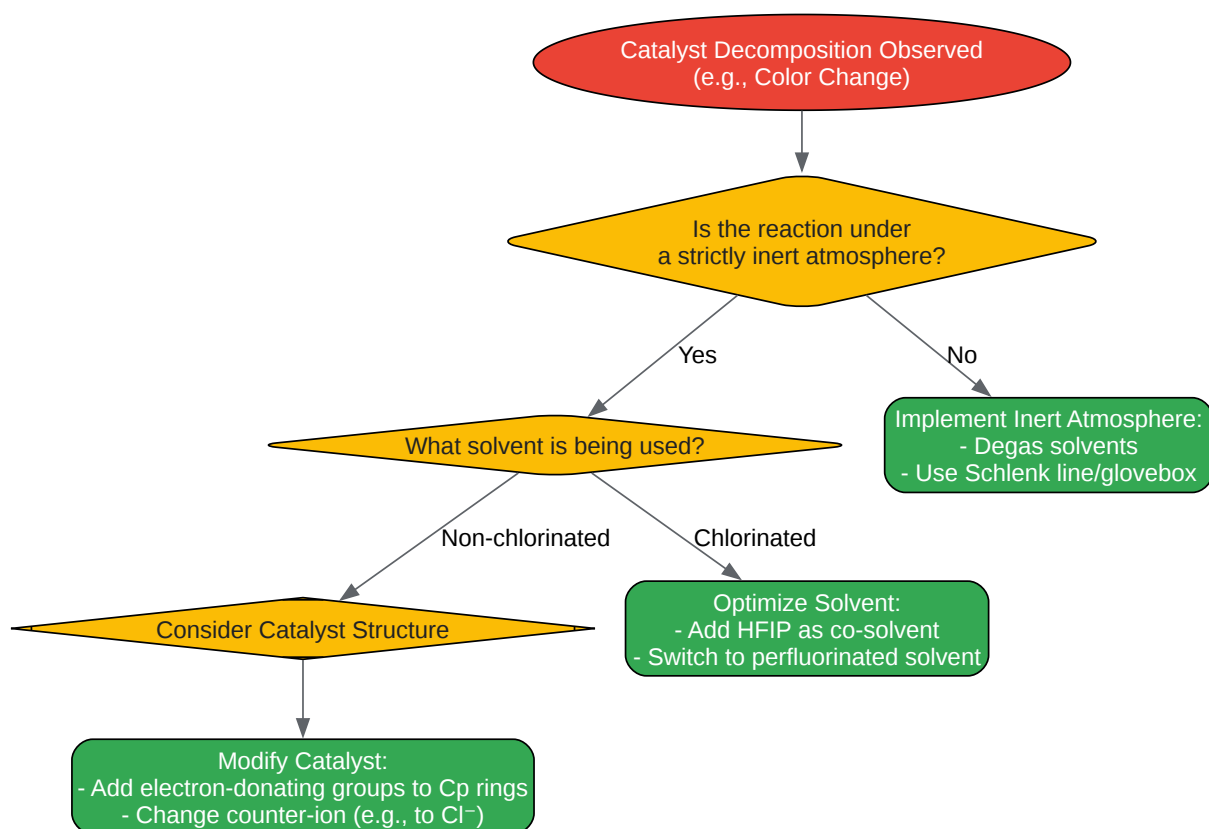 Catalyst Decomposition Observed
(e.g., Color Change)
Is the reaction under
a strictly inert atmosphere?
Yes
No
Implement Inert Atmosphere:
- Degas solvents
- Use Schlenk line/glovebox
What solvent is being used?
Non-chlorinated
Chlorinated
Optimize Solvent:
- Add HFIP as co-solvent
- Switch to perfluorinated solvent
Consider Catalyst Structure
Modify Catalyst:
- Add electron-donating groups to Cp rings
- Change counter-ion (e.g., to Cl⁻)